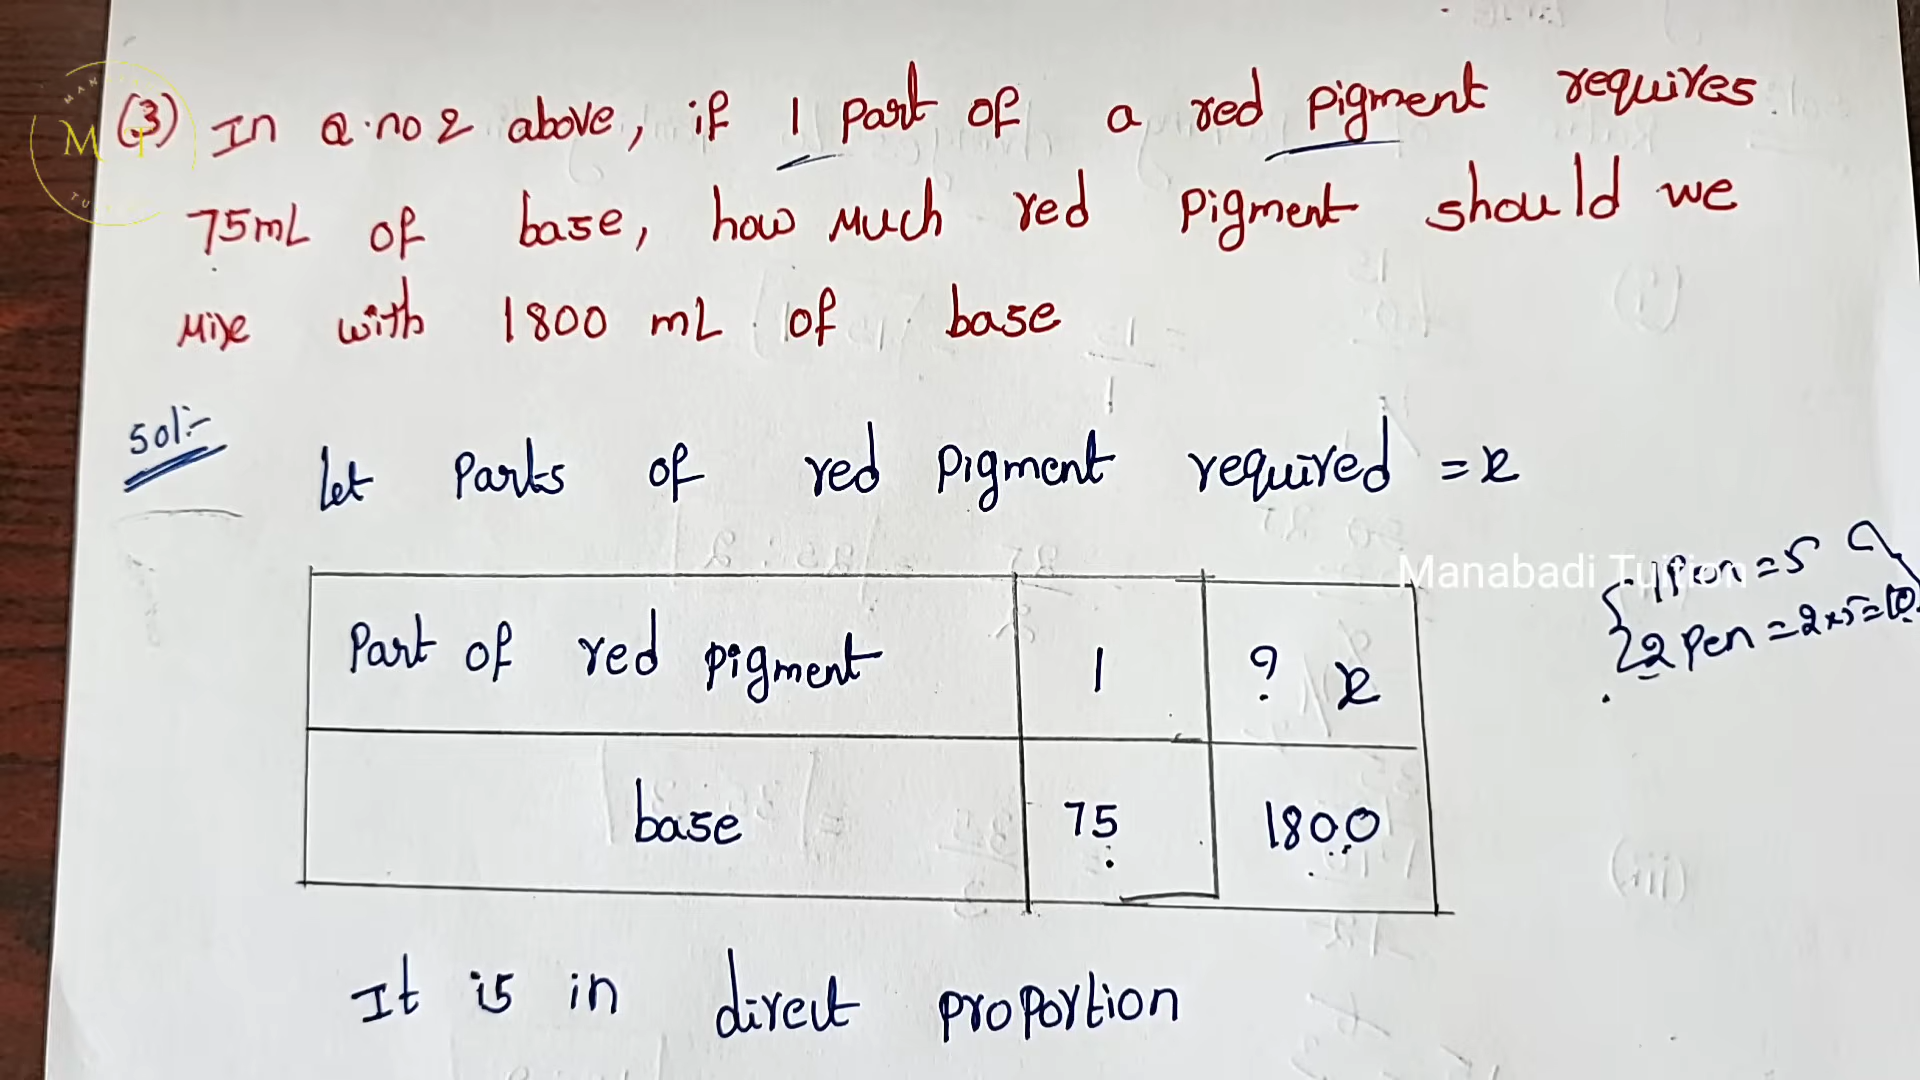 (3) In Q.no 2 above, if 1 part of a red pigment requires
75mL of base, how much red pigment should we
mix with 1800 mL of base
Sol:-
Let parts of red pigment required = x
Manabadi Tuition
1 Pen = 5
2 Pen = 2x5=10
Part of red pigment 1 ? x
base 75 1800
It is in direct proportion